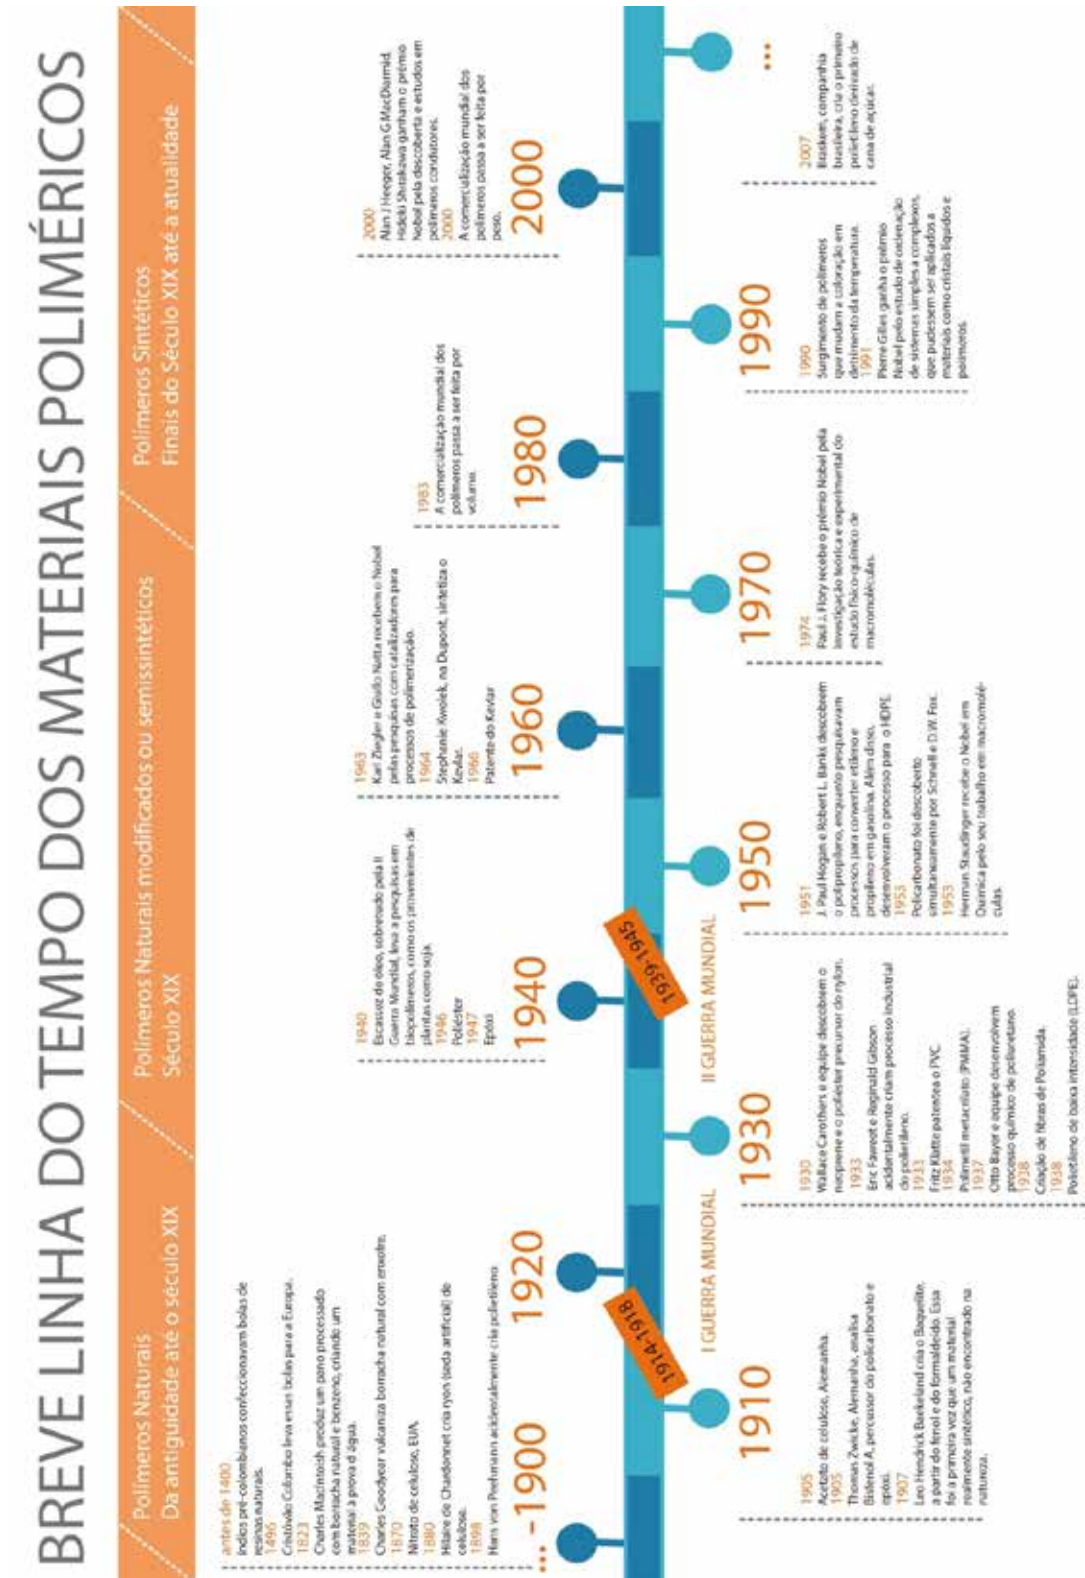 BREVE LINHA DO TEMPO DOS MATERIAIS POLIMÉRICOS
Polímeros Naturais
Da antiguidade até o século XIX
Polímeros Naturais modificados ou semissintéticos
Século XIX
Polímeros Sintéticos
Finais do Século XIX até a atualidade
antes de 1400
Índios pré-colombianos confeccionavam bolas de
resinas naturais.
1496
Cristóvão Colombo leva essas bolas para a Europa.
1823
Charles Macintosh produz um pano processado
com borracha natural e benzeno, criando um
material a prova d água.
1839
Charles Goodyear vulcaniza borracha natural com enxofre.
1870
Nitrato de celulose, EUA.
1880
Hilaire de Chardonnet cria ryon (seda artificial) de
celulose.
1898
Hans von Pechmann acidentalmente cria polietileno
... -1900
1905
Acetato de celulose, Alemanha.
1905
Thomas Zwicke, Alemanha, analisa
Bisfenol A, percussor do policarbonato e
epóxi.
1907
Leo Hendrick Baekeland cria o Baquelite,
a partir do fenol e do formaldeído. Essa
foi a primeira vez que um material
realmente sintético, não encontrado na
natureza.
1910
1914-1918
I GUERRA MUNDIAL
1920
1930
1930
Wallace Carothers e equipe descobrem o
neoprene e o poliéster precursor do nylon.
1933
Eric Fawcett e Reginald Gibson
acidentalmente criam processo industrial
do polietileno.
1933
Fritz Klatte patentea o PVC.
1934
Polimetil metacrilato (PMMA).
1937
Otto Bayer e equipe desenvolvem
processo químico de poliuretano.
1938
Criação de fibras de Poliamida.
1938
Polietileno de baixa intensidade (LDPE).
1939-1945
II GUERRA MUNDIAL
1940
Escassez de óleo, sobretudo pela II
Guerra Mundial, leva a pesquisas em
biopolímeros, como os provenientes de
plantas como soja.
1946
Poliéster
1947
Epóxi
1940
1950
1951
J. Paul Hogan e Robert L. Banks descobrem
o polipropileno, enquanto pesquisavam
processos para converter etileno e
propileno em gasolina. Além disso,
desenvolveram o processo para o HDPE.
1953
Policarbonato foi descoberto
simultaneamente por Schnell e D.W. Fox.
1953
Herman Staudinger recebe o Nobel em
Química pelo seu trabalho em macromolé-
culas.
1963
Karl Ziegler e Guido Natta recebem o Nobel
pelas pesquisas com catalizadores para
processos de polimerização.
1964
Stephanie Kwolek, na Dupont, sintetiza o
Kevlar.
1966
Patente do Kevlar
1960
1970
1974
Paul J. Flory recebe o prêmio Nobel pela
investigação teórica e experimental do
estudo físico-químico de
macromoléculas.
1983
A comercialização mundial dos
polímeros passa a ser feita por
volume.
1980
1990
1990
Surgimento de polímeros
que mudam a coloração em
detrimento da temperatura.
1991
Pierre Gilles ganha o prêmio
Nobel pelo estudo de ordenação
de sistemas simples a complexos,
que pudessem ser aplicados a
materiais como cristais líquidos e
polímeros.
2000
Alan J Heeger, Alan G MacDiarmid,
Hideki Shirakawa ganham o prêmio
Nobel pela descoberta e estudos em
polímeros condutores.
2000
A comercialização mundial dos
polímeros passa a ser feita por
peso.
2000
2007
Braskem, companhia
brasileira, cria o primeiro
polietileno derivado de
cana de açúcar.
...